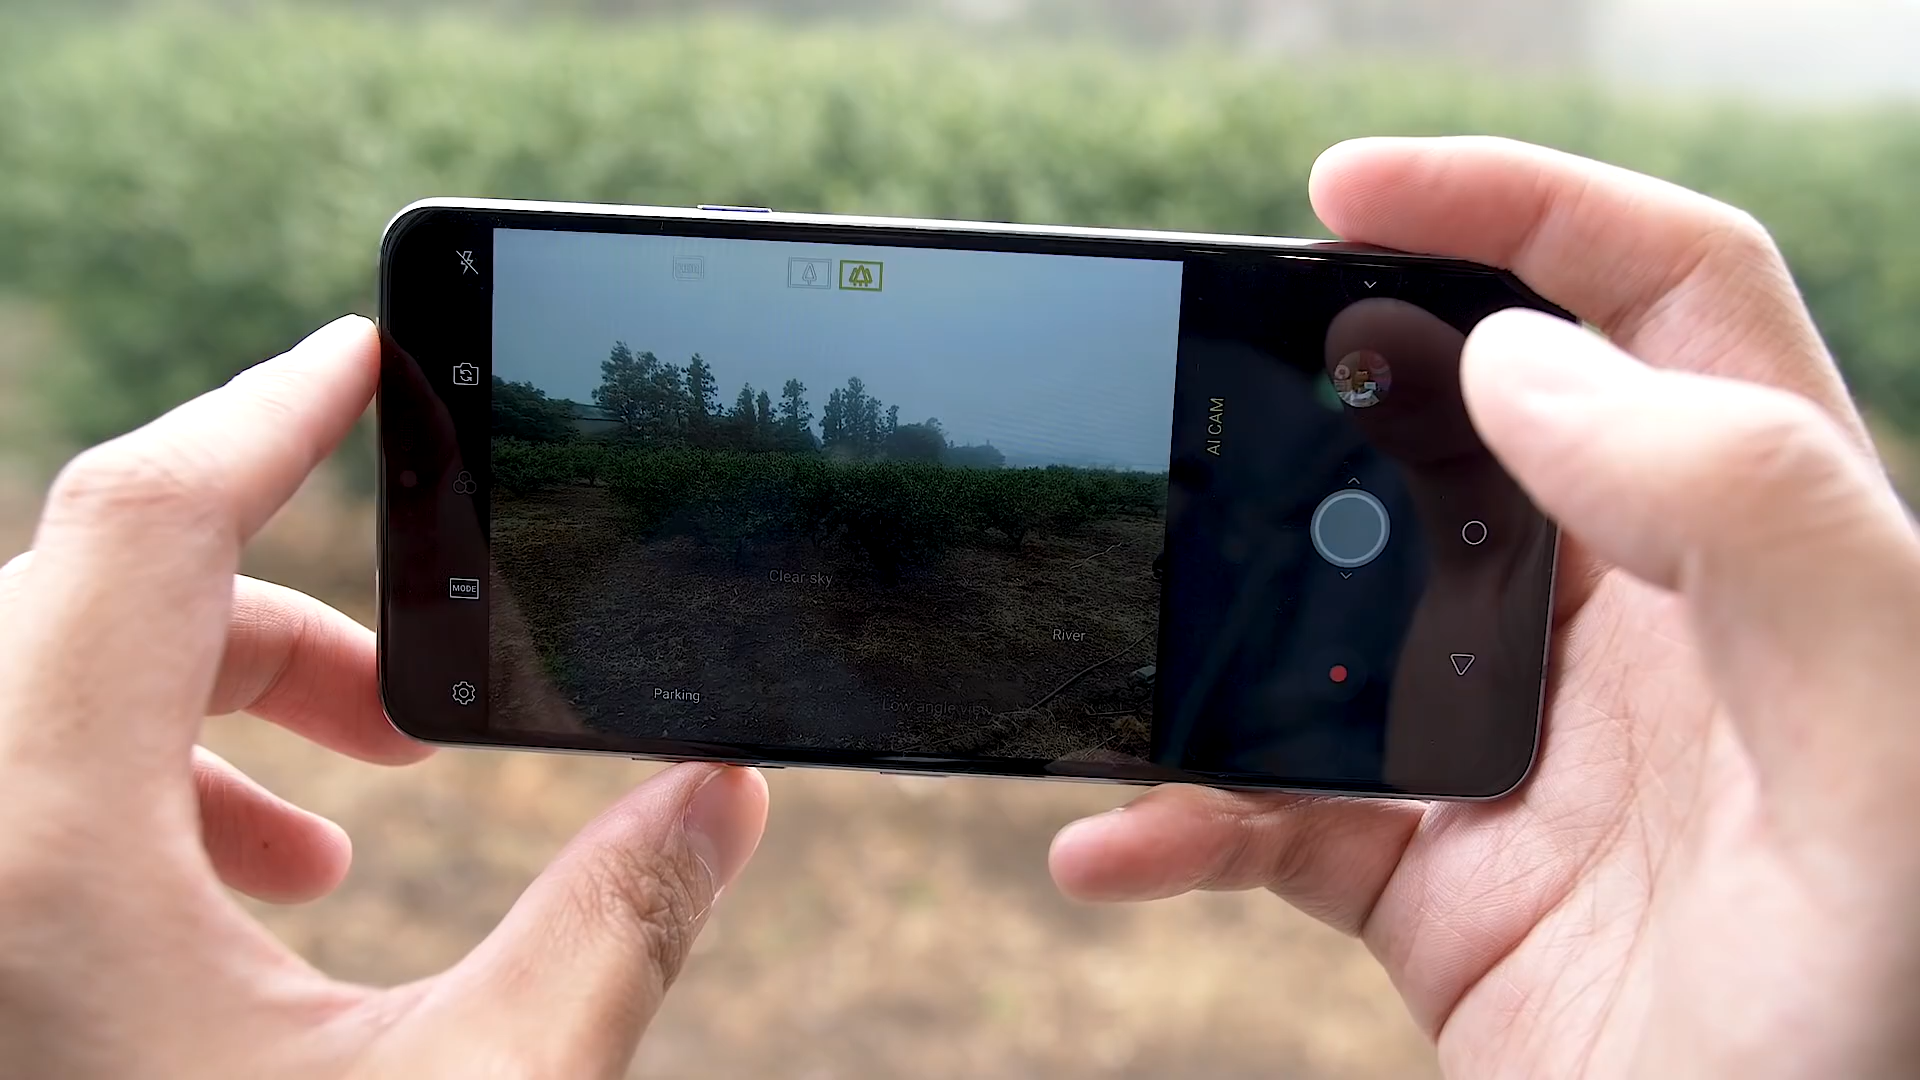 AI CAM
Clear sky
River
MODE
Parking
Low angle view